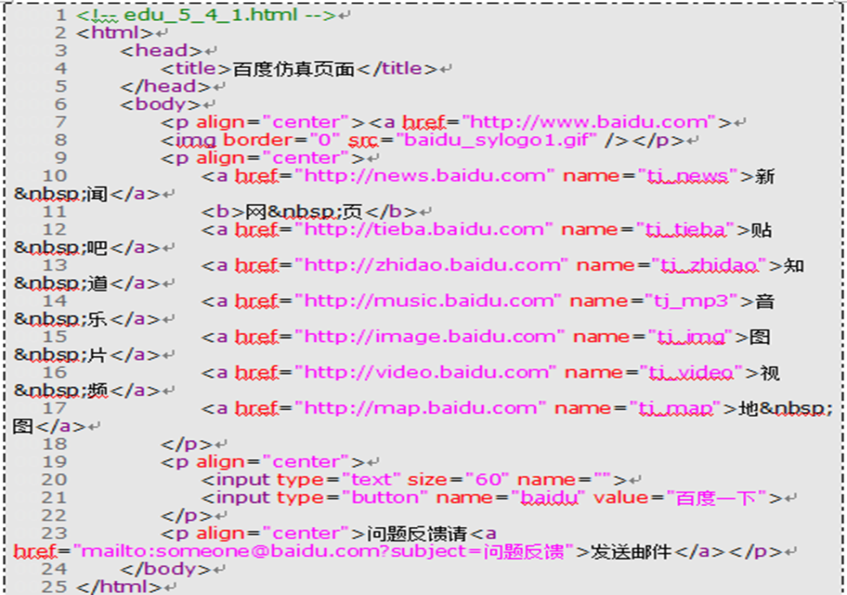 1 <!-- edu_5_4_1.html -->↵
2 <html>↵
3 <head>↵
4 <title>百度仿真页面</title>↵
5 </head>↵
6 <body>↵
7 <p align="center"><a href="http://www.baidu.com">↵
8 <img border="0" src="baidu_sylogo1.gif" /></p>↵
9 <p align="center">↵
10 <a href="http://news.baidu.com" name="tj_news">新
&nbsp;闻</a>↵
11 <b>网&nbsp;页</b>↵
12 <a href="http://tieba.baidu.com" name="tj_tieba">贴
&nbsp;吧</a>↵
13 <a href="http://zhidao.baidu.com" name="tj_zhidao">知
&nbsp;道</a>↵
14 <a href="http://music.baidu.com" name="tj_mp3">音
&nbsp;乐</a>↵
15 <a href="http://image.baidu.com" name="tj_img">图
&nbsp;片</a>↵
16 <a href="http://video.baidu.com" name="tj_video">视
&nbsp;频</a>↵
17 <a href="http://map.baidu.com" name="tj_map">地&nbsp;
图</a>↵
18 </p>↵
19 <p align="center">↵
20 <input type="text" size="60" name="">↵
21 <input type="button" name="baidu" value="百度一下">↵
22 </p>↵
23 <p align="center">问题反馈请<a
href="mailto:someone@baidu.com?subject=问题反馈">发送邮件</a></p>↵
24 </body>↵
25 </html>↵